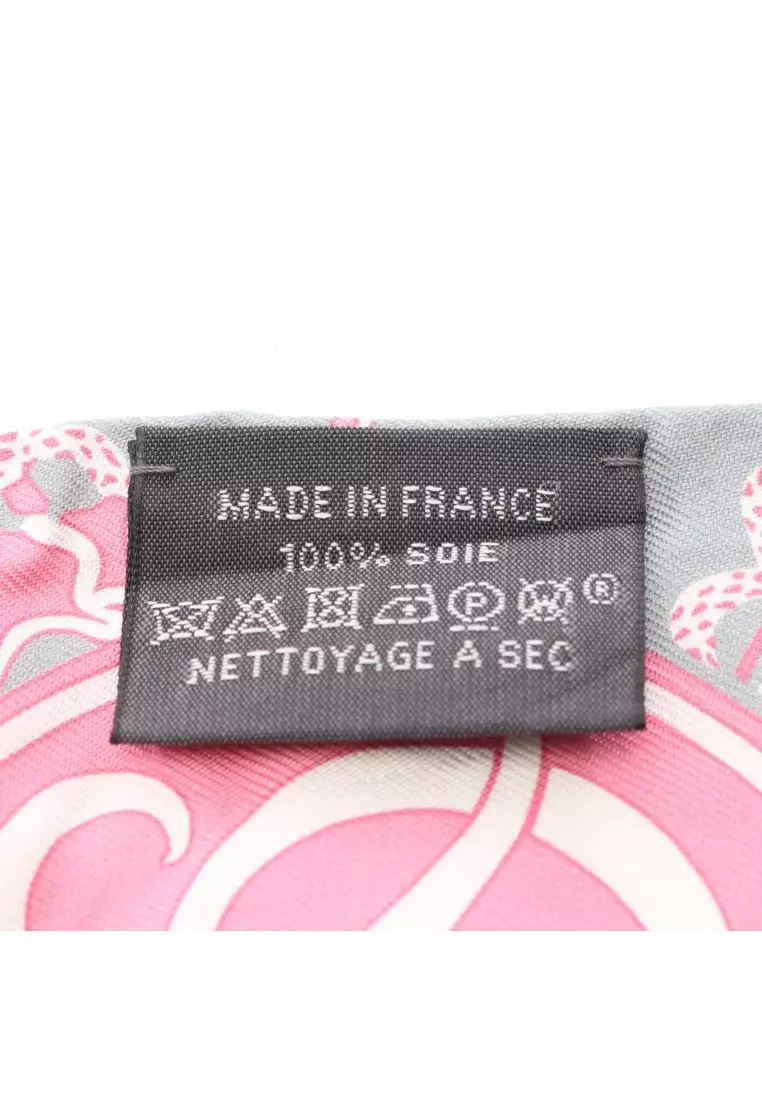 MADE IN FRANCE
100% SOIE
P W ®
NETTOYAGE A SEC